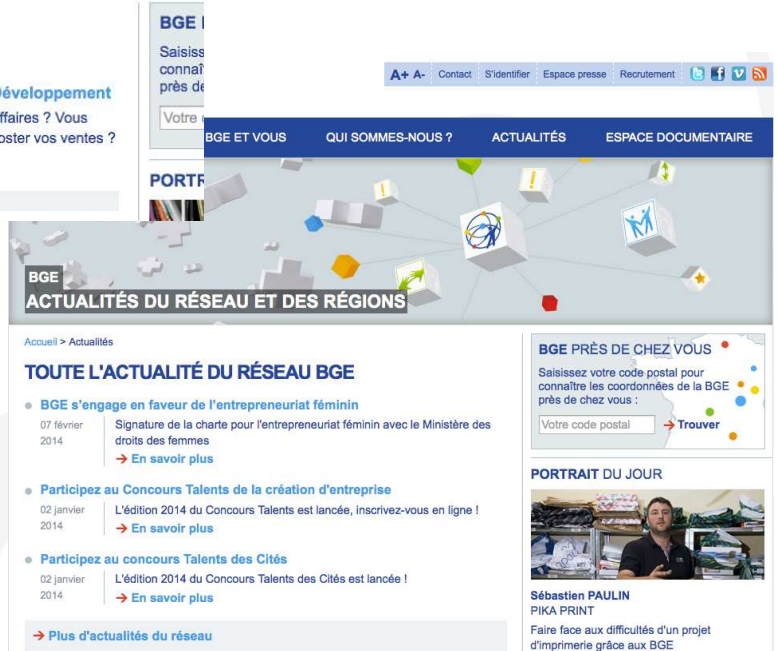 Développement
ffaires ? Vous
oster vos ventes ?
BGE
Saisiss
connaî
près de
Votre
PORTR
A+ A- Contact S'identifier Espace presse Recrutement
BGE ET VOUS QUI SOMMES-NOUS ? ACTUALITÉS ESPACE DOCUMENTAIRE
BGE
ACTUALITÉS DU RÉSEAU ET DES RÉGIONS
Accueil > Actualités
TOUTE L'ACTUALITÉ DU RÉSEAU BGE
BGE s'engage en faveur de l'entrepreneuriat féminin
07 février 2014
Signature de la charte pour l'entrepreneuriat féminin avec le Ministère des
droits des femmes
→ En savoir plus
Participez au Concours Talents de la création d'entreprise
02 janvier 2014
L'édition 2014 du Concours Talents est lancée, inscrivez-vous en ligne !
→ En savoir plus
Participez au concours Talents des Cités
02 janvier 2014
L'édition 2014 du Concours Talents des Cités est lancée !
→ En savoir plus
→ Plus d'actualités du réseau
BGE PRÈS DE CHEZ VOUS
Saisissez votre code postal pour
connaître les coordonnées de la BGE
près de chez vous :
Votre code postal → Trouver
PORTRAIT DU JOUR
Sébastien PAULIN
PIKA PRINT
Faire face aux difficultés d'un projet
d'imprimerie grâce aux BGE